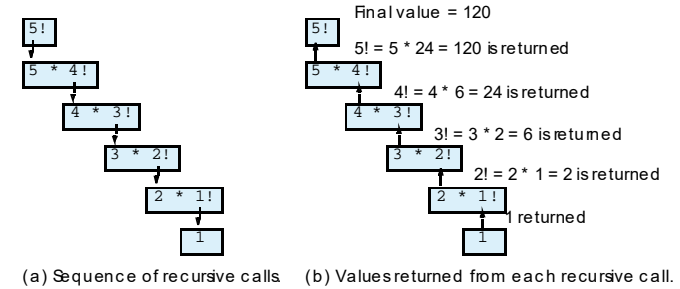 5!
5 * 4!
4 * 3!
3 * 2!
2 * 1!
1
(a) Sequence of recursive calls.
Final value = 120
5!
5! = 5 * 24 = 120 is returned
5 * 4!
4! = 4 * 6 = 24 is returned
4 * 3!
3! = 3 * 2 = 6 is returned
3 * 2!
2! = 2 * 1 = 2 is returned
2 * 1!
1 returned
1
(b) Values returned from each recursive call.